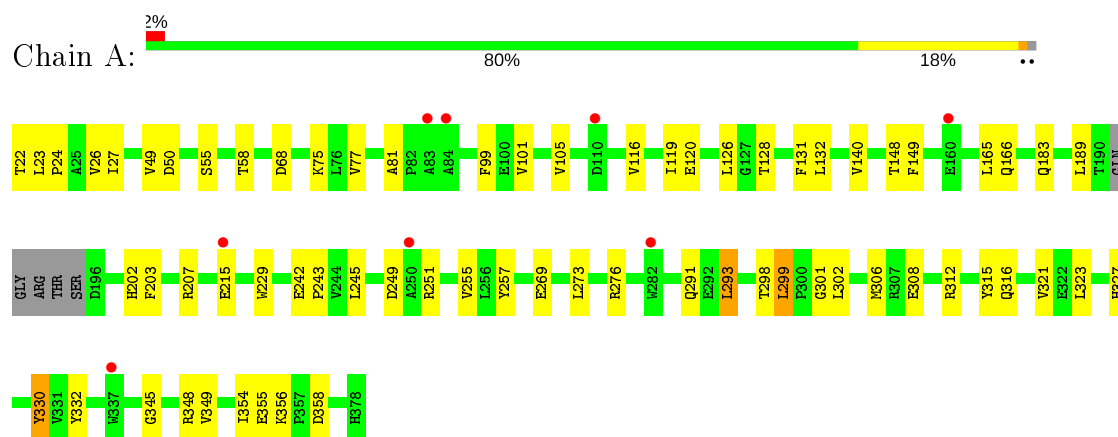 2%
Chain A:
80% 18% ••
T22 L23 P24 A25 V26 I27 V49 D50 S55 T58 D68 K75 L76 V77 A81 P82 A83 A84 F99 E100 V101 V105 D110 V116 I119 E120 L126 G127 T128 F131 L132 V140 T148 F149 E160 L165 Q166 Q183 L189 T190 GLN
GLY ARG THR SER D196 H202 F203 R207 E215 W229 E242 P243 V244 L245 D249 A250 R251 V255 L256 Y257 E269 L273 R276 W282 Q291 E292 L293 T298 L299 P300 G301 L302 M306 R307 E308 R312 Y315 Q316 V321 E322 L323 H327
Y330 V331 Y332 W337 G345 R348 V349 I354 E355 K356 P357 D358 H378